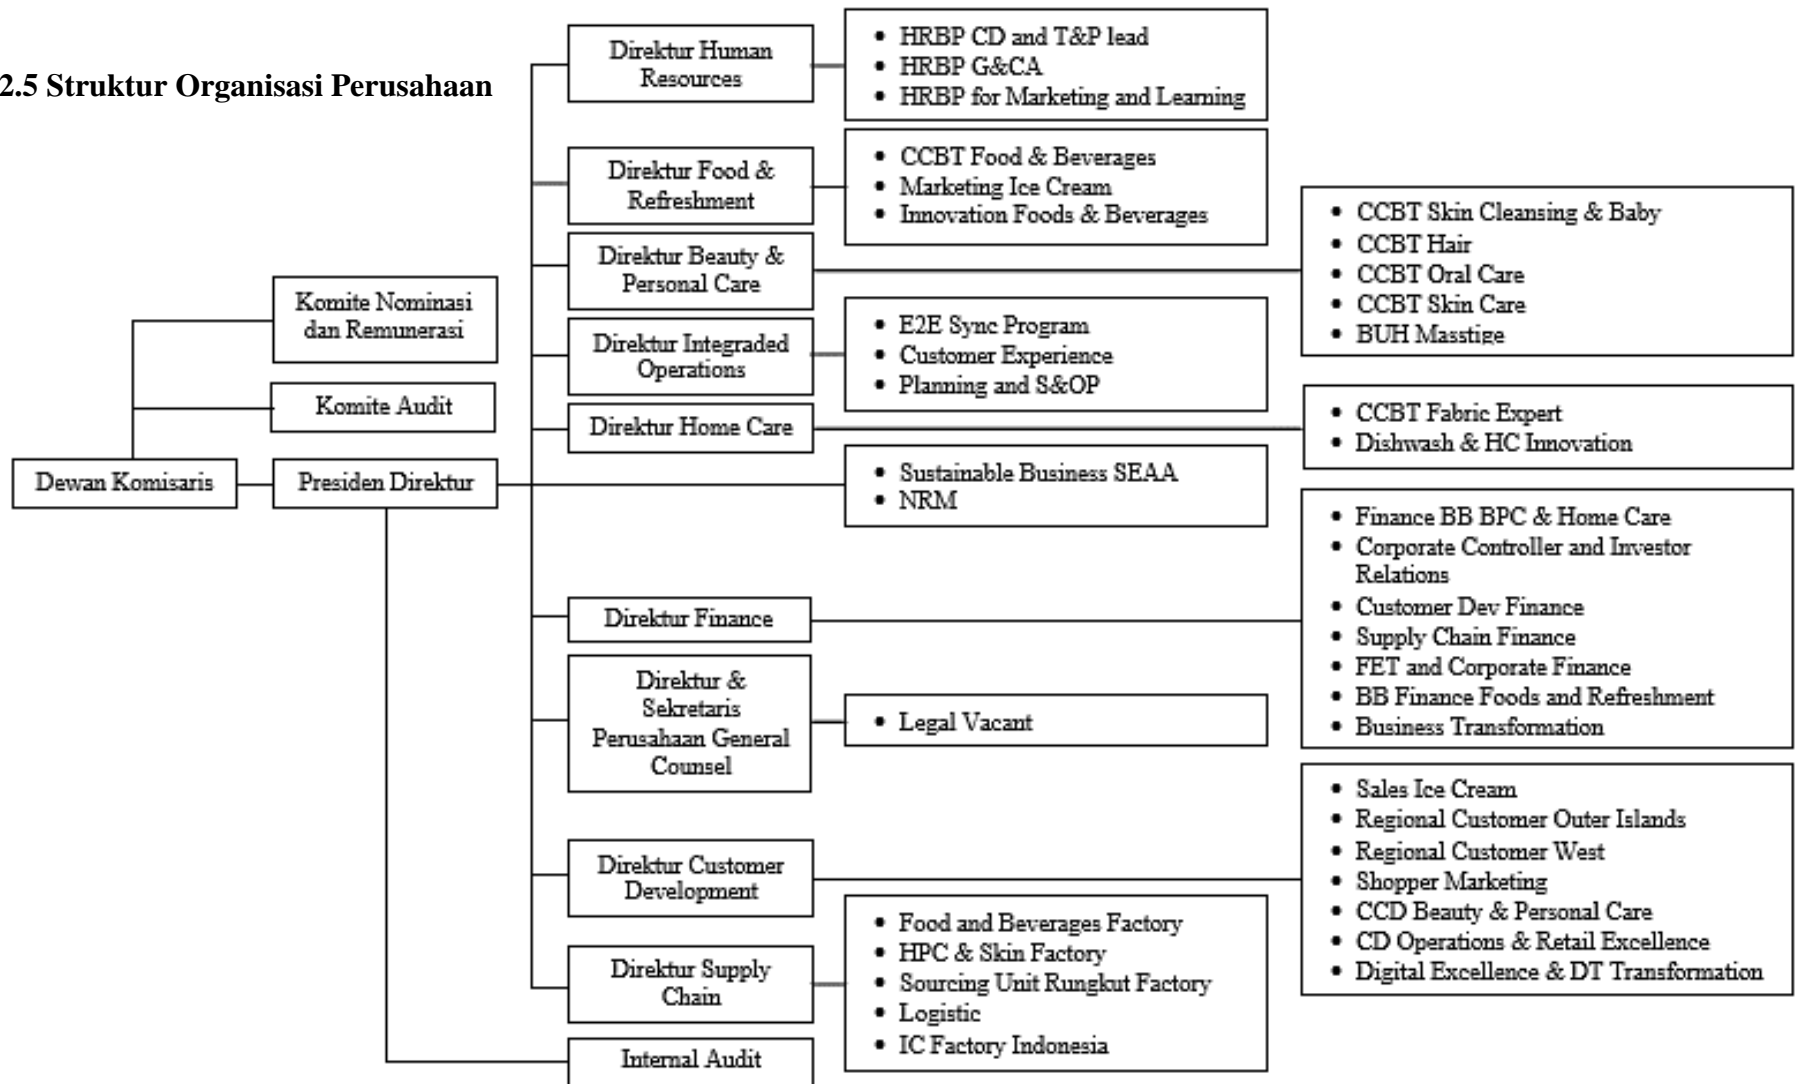 2.5 Struktur Organisasi Perusahaan
Dewan Komisaris
Komite Nominasi
dan Remunerasi
Komite Audit
Presiden Direktur
Direktur Human
Resources
• HRBP CD and T&P lead
• HRBP G&CA
• HRBP for Marketing and Learning
Direktur Food &
Refreshment
• CCBT Food & Beverages
• Marketing Ice Cream
• Innovation Foods & Beverages
Direktur Beauty &
Personal Care
• CCBT Skin Cleansing & Baby
• CCBT Hair
• CCBT Oral Care
• CCBT Skin Care
• BUH Masstige
Direktur Integraded
Operations
• E2E Sync Program
• Customer Experience
• Planning and S&OP
Direktur Home Care
• CCBT Fabric Expert
• Dishwash & HC Innovation
• Sustainable Business SEAA
• NRM
Direktur Finance
• Finance BB BPC & Home Care
• Corporate Controller and Investor
Relations
• Customer Dev Finance
• Supply Chain Finance
• FET and Corporate Finance
• BB Finance Foods and Refreshment
• Business Transformation
Direktur &
Sekretaris
Perusahaan General
Counsel
• Legal Vacant
Direktur Customer
Development
• Sales Ice Cream
• Regional Customer Outer Islands
• Regional Customer West
• Shopper Marketing
• CCD Beauty & Personal Care
• CD Operations & Retail Excellence
• Digital Excellence & DT Transformation
Direktur Supply
Chain
• Food and Beverages Factory
• HPC & Skin Factory
• Sourcing Unit Rungkut Factory
• Logistic
• IC Factory Indonesia
Internal Audit